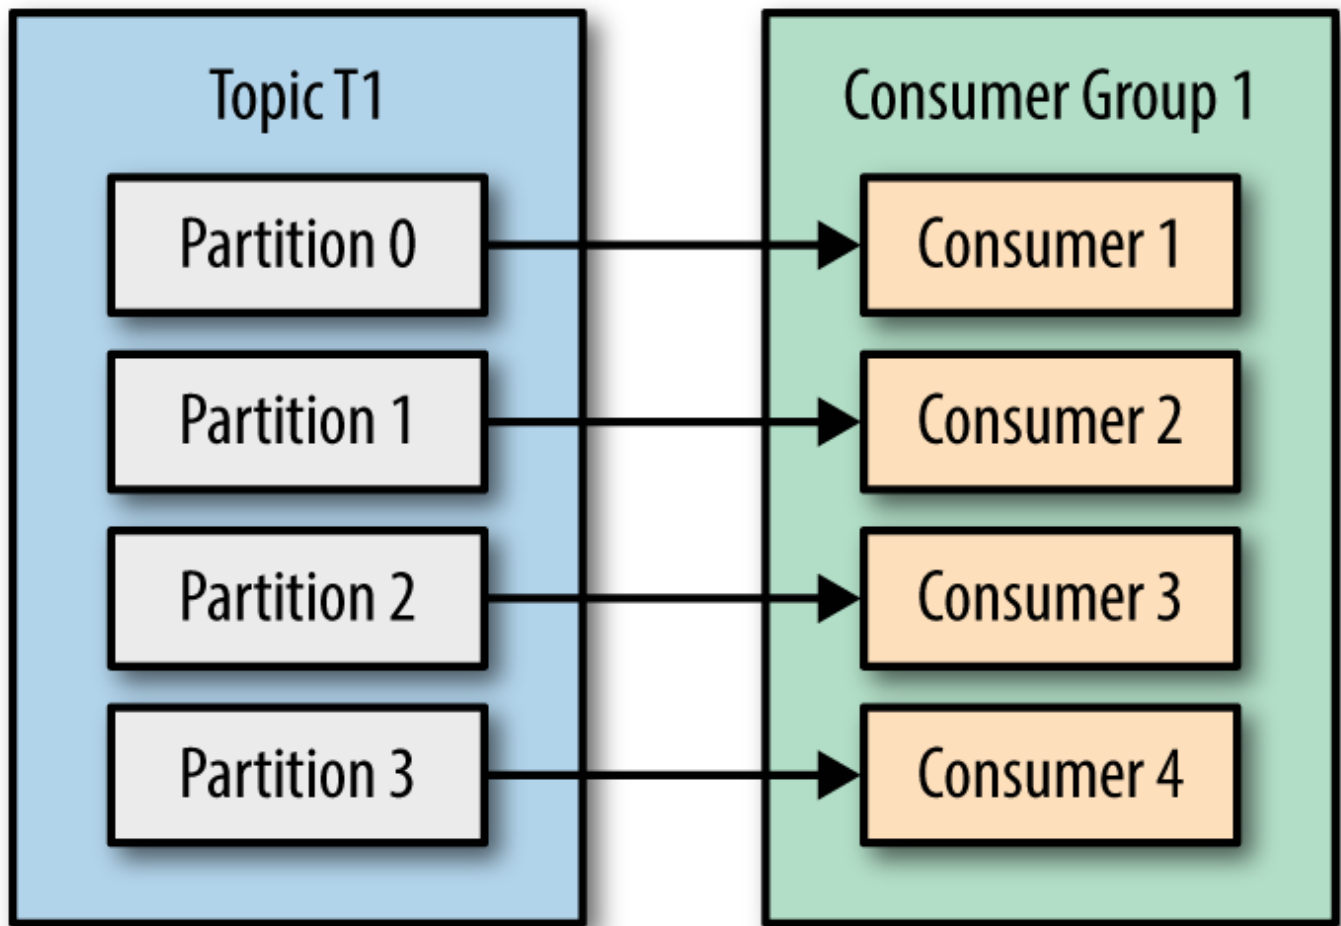 Topic T1
Partition 0
Partition 1
Partition 2
Partition 3
Consumer Group 1
Consumer 1
Consumer 2
Consumer 3
Consumer 4